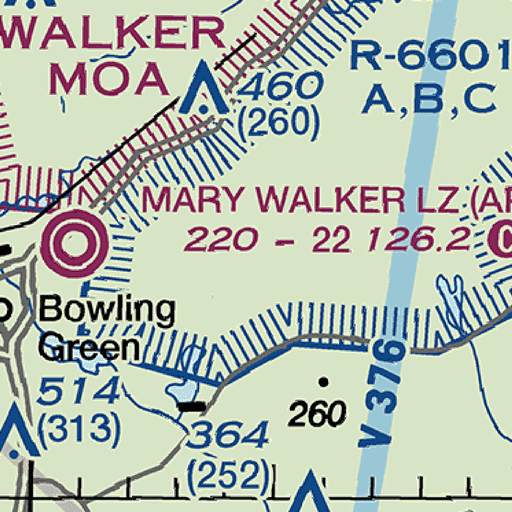 WALKER
MOA
R-6601
A,B,C
460
(260)
MARY WALKER LZ (AR
220 - 22 126.2 C
Bowling
Green
514
(313)
364
(252)
260
V 376